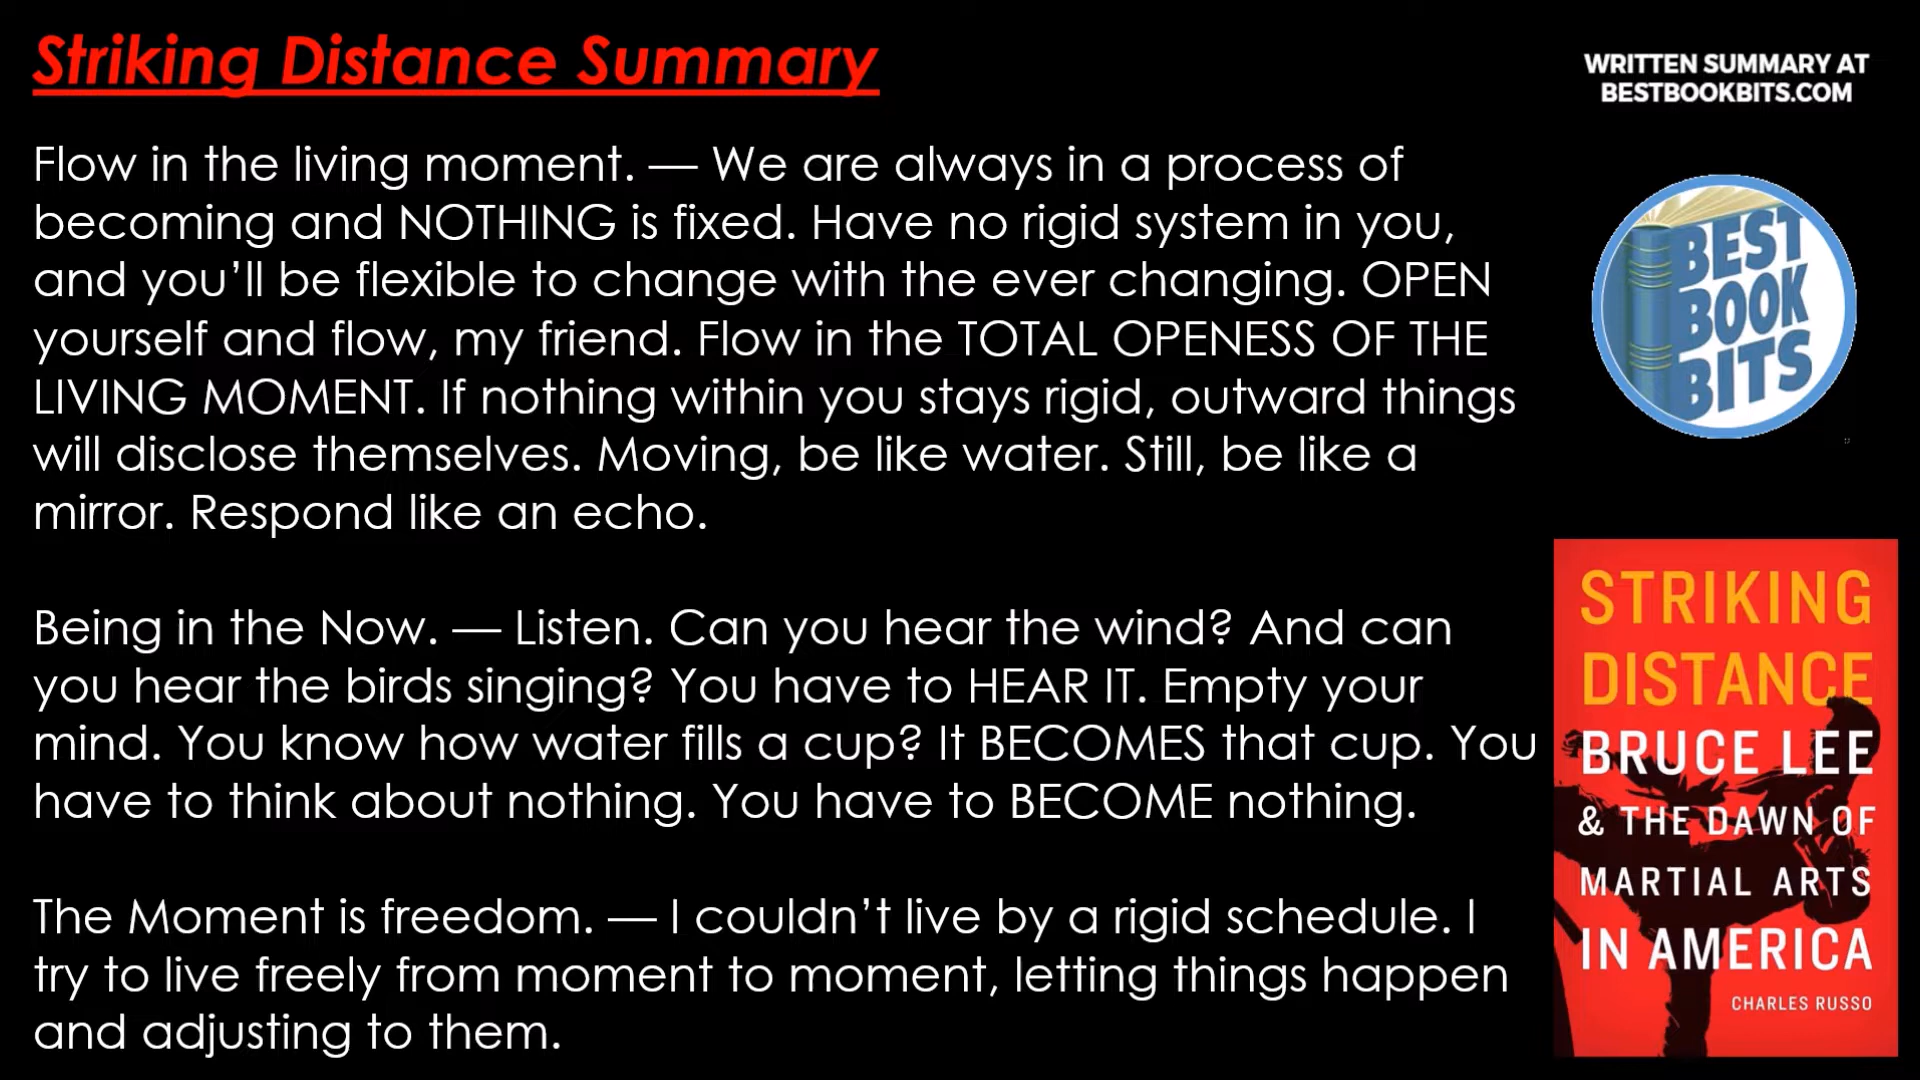 Striking Distance Summary
WRITTEN SUMMARY AT
BESTBOOKBITS.COM
Flow in the living moment. — We are always in a process of
becoming and NOTHING is fixed. Have no rigid system in you,
and you’ll be flexible to change with the ever changing. OPEN
yourself and flow, my friend. Flow in the TOTAL OPENESS OF THE
LIVING MOMENT. If nothing within you stays rigid, outward things
will disclose themselves. Moving, be like water. Still, be like a
mirror. Respond like an echo.
Being in the Now. — Listen. Can you hear the wind? And can
you hear the birds singing? You have to HEAR IT. Empty your
mind. You know how water fills a cup? It BECOMES that cup. You
have to think about nothing. You have to BECOME nothing.
The Moment is freedom. — I couldn’t live by a rigid schedule. I
try to live freely from moment to moment, letting things happen
and adjusting to them.
BEST
BOOK
BITS
STRIKING
DISTANCE
BRUCE LEE
& THE DAWN OF
MARTIAL ARTS
IN AMERICA
CHARLES RUSSO